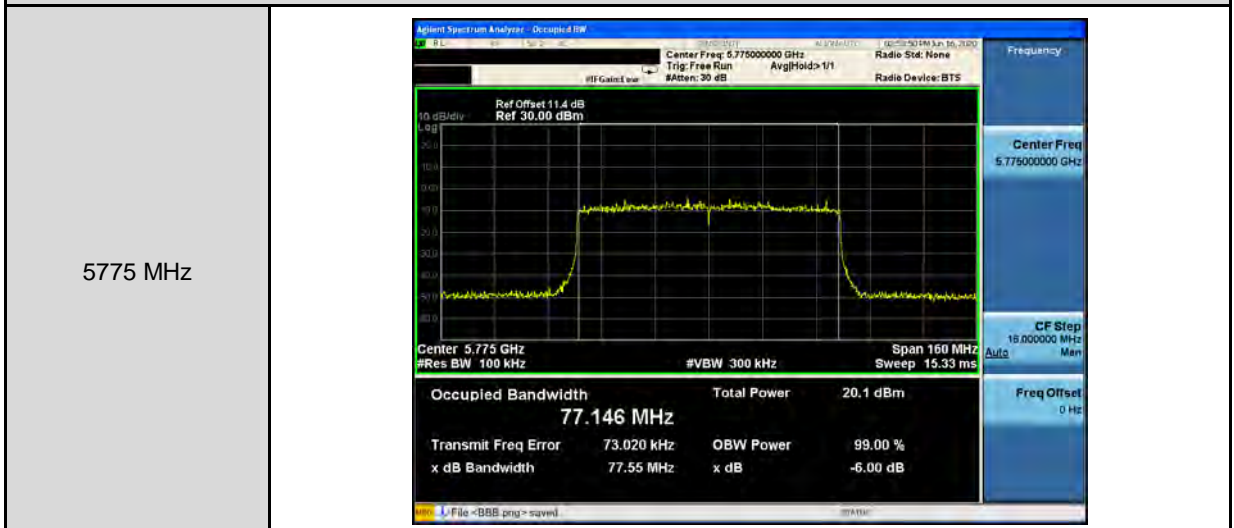 5775 MHz
Agilent Spectrum Analyzer - Occupied BW
RL
Center Freq: 5.775000000 GHz
Radio Std: None
Trig: Free Run Avg|Hold:>1/1
#IFGain:Low #Atten: 30 dB Radio Device: BTS
Frequency
Ref Offset 11.4 dB
10 dB/div Ref 30.00 dBm
Log
Center Freq
5.775000000 GHz
Center 5.775 GHz Span 160 MHz
#Res BW 100 kHz #VBW 300 kHz Sweep 15.33 ms
CF Step
16.000000 MHz
Auto Man
Occupied Bandwidth Total Power 20.1 dBm
77.146 MHz
Transmit Freq Error 73.020 kHz OBW Power 99.00 %
x dB Bandwidth 77.55 MHz x dB -6.00 dB
Freq Offset
0 Hz
MSG File <BBB.png> saved STATUS